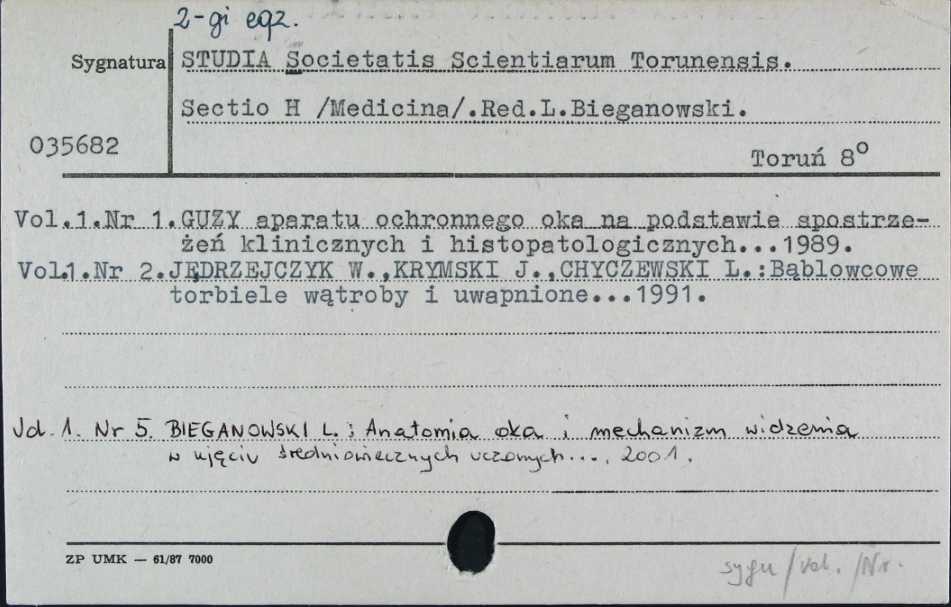 2-gi egz.
Sygnatura
STUDIA Societatis Scientiarum Torunensis.
Sectio H /Medicina/.Red.L.Bieganowski.
035682
Toruń 8°
Vol.1.Nr 1.GUZY aparatu ochronnego oka na podstawie spostrze-
żeń klinicznych i histopatologicznych...1989.
Vol.1.Nr 2.JĘDRZEJCZYK W.,KRYMSKI J.,CHYCZEWSKI L.:Bąblowcowe
torbiele wątroby i uwapnione...1991.
Vol. 1. Nr 5. BIEGANOWSKI L.: Anatomia oka i mechanizm widzenia
w ujęciu średniowiecznych uczonych..., 2001.
ZP UMK — 61/87 7000
sygn/vol./Nr.